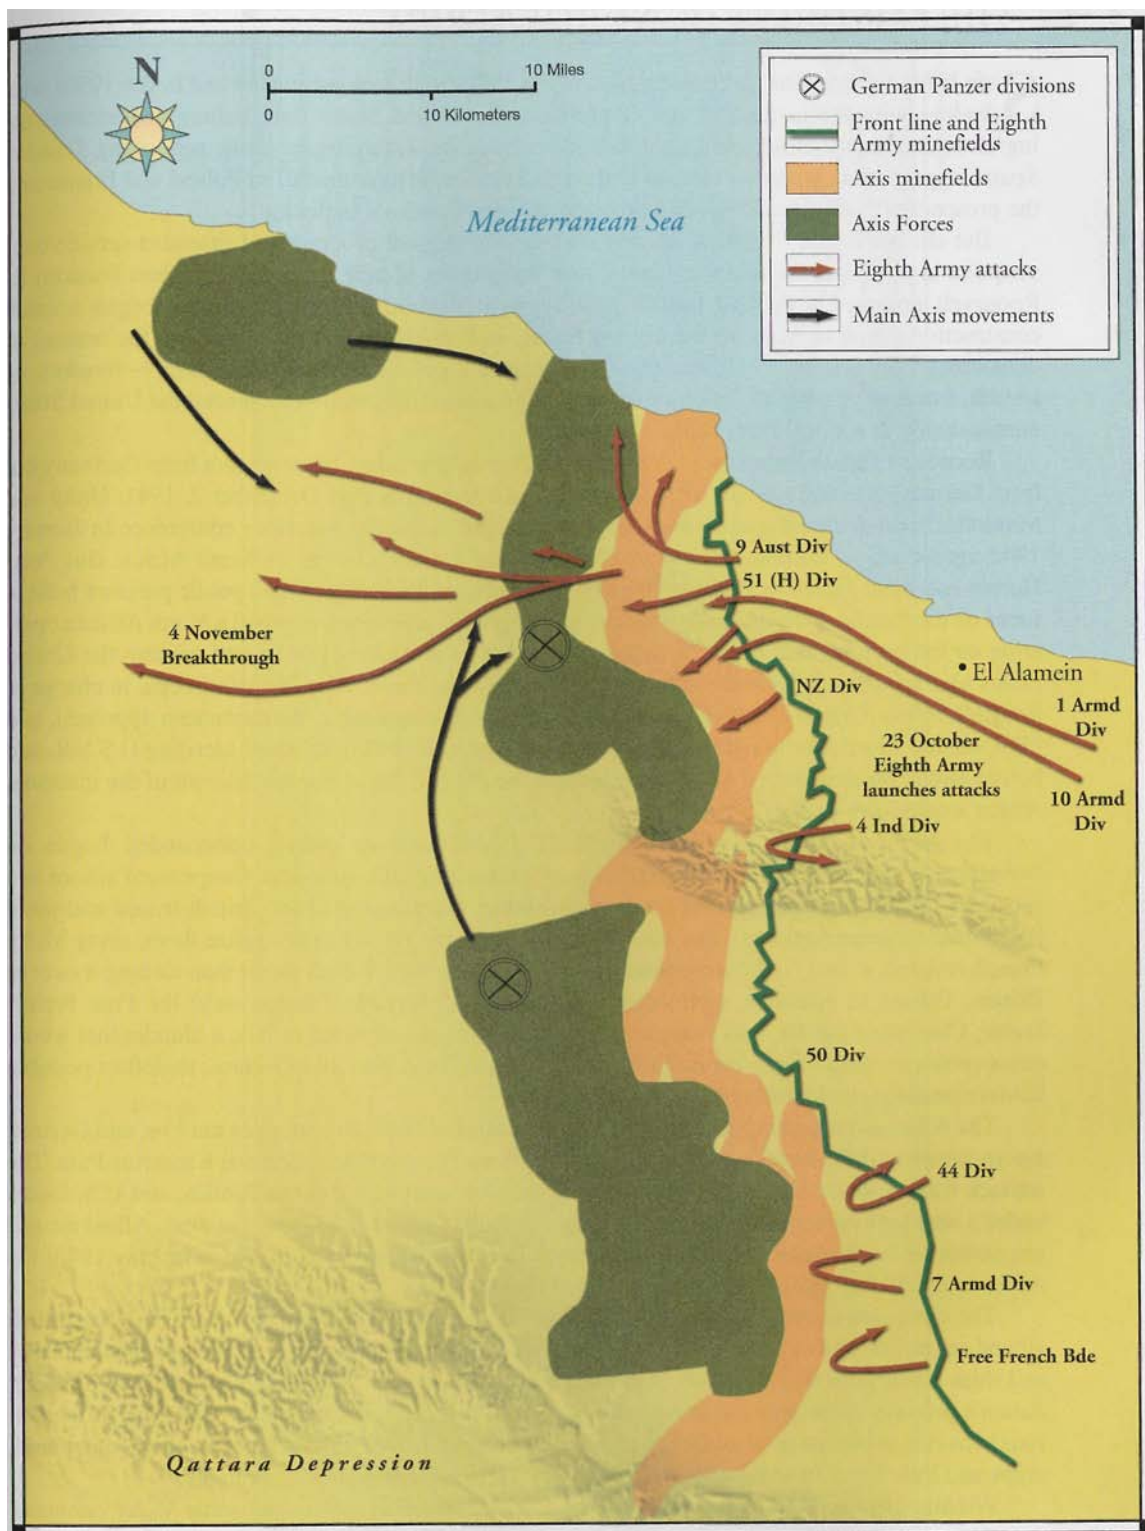 N
0
10 Miles
0
10 Kilometers
German Panzer divisions
Front line and Eighth
Army minefields
Axis minefields
Axis Forces
Eighth Army attacks
Main Axis movements
Mediterranean Sea
9 Aust Div
51 (H) Div
4 November
Breakthrough
El Alamein
NZ Div
1 Armd
Div
23 October
Eighth Army
launches attacks
10 Armd
Div
4 Ind Div
50 Div
44 Div
7 Armd Div
Free French Bde
Qattara Depression